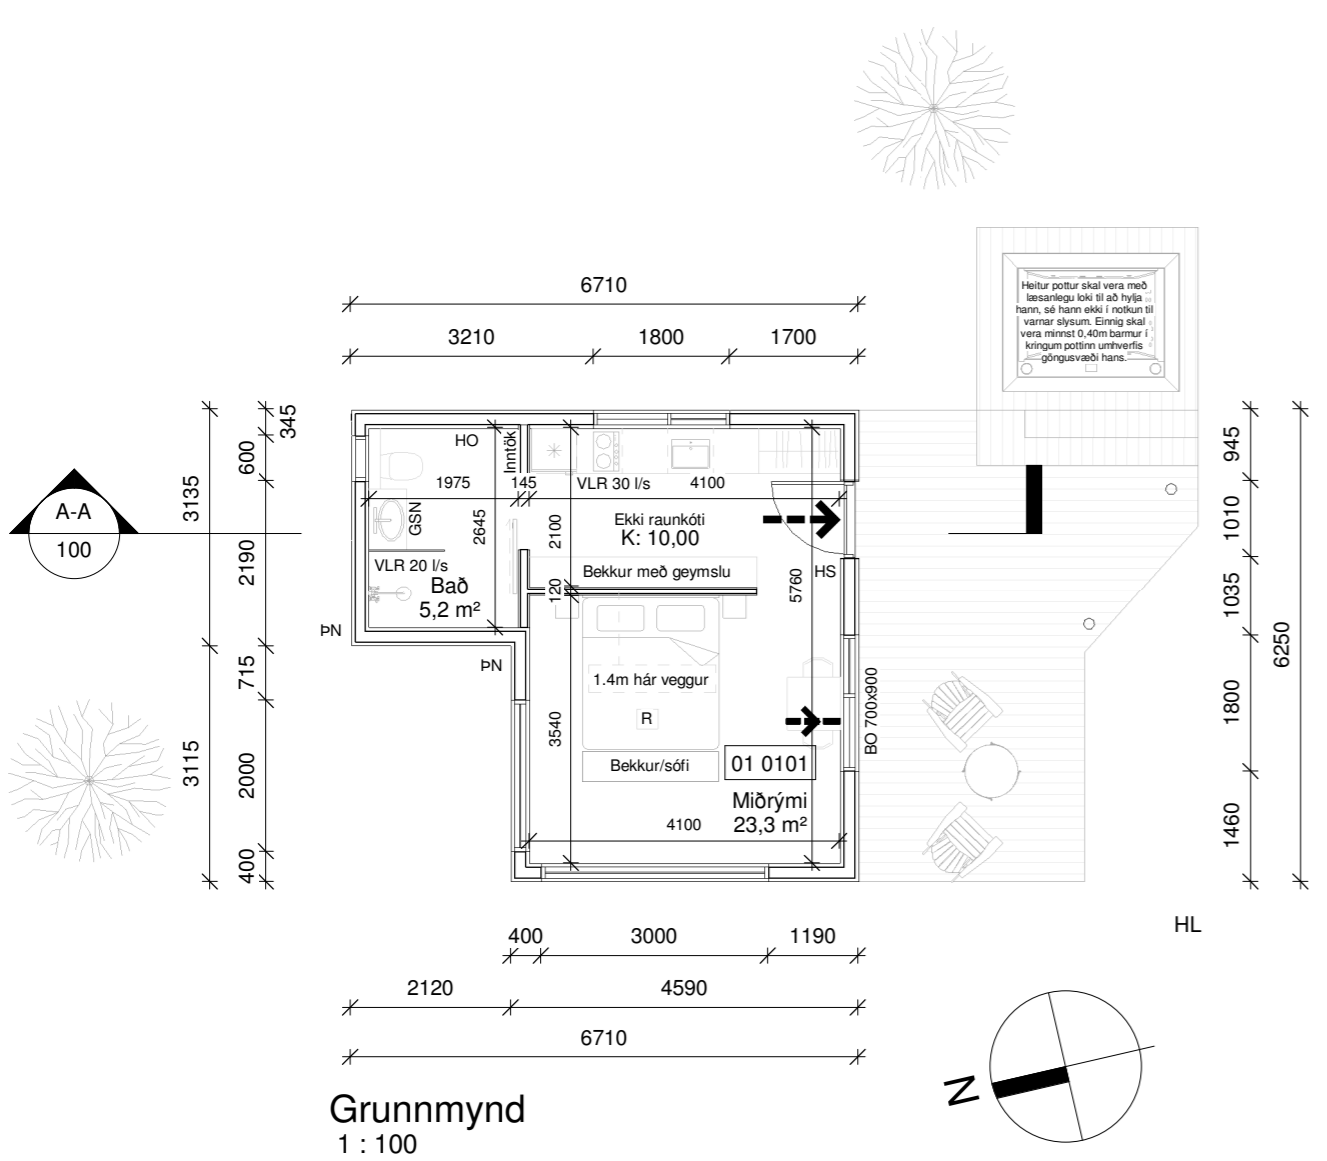 Heitur pottur skal vera með
læsanlegu loki til að hylja
hann, sé hann ekki í notkun til
varnar slysum. Einnig skal
vera minnst 0,40m barmur í
kringum pottinn umhverfis
göngusvæði hans.
6710
3210
1800
1700
345
600
3135
2190
715
2000
3115
400
A-A
100
945
1010
1035
6250
1800
1460
HO
Inntök
1975
145
VLR 30 l/s
4100
GSN
2645
2100
Ekki raunkóti
K: 10,00
VLR 20 l/s
Bekkur með geymslu
HS
Bað
5,2 m²
120
5760
ÞN
ÞN
1.4m hár veggur
R
3540
BO 700x900
Bekkur/sófi
01 0101
Miðrými
23,3 m²
4100
HL
400
3000
1190
2120
4590
6710
N
Grunnmynd
1 : 100